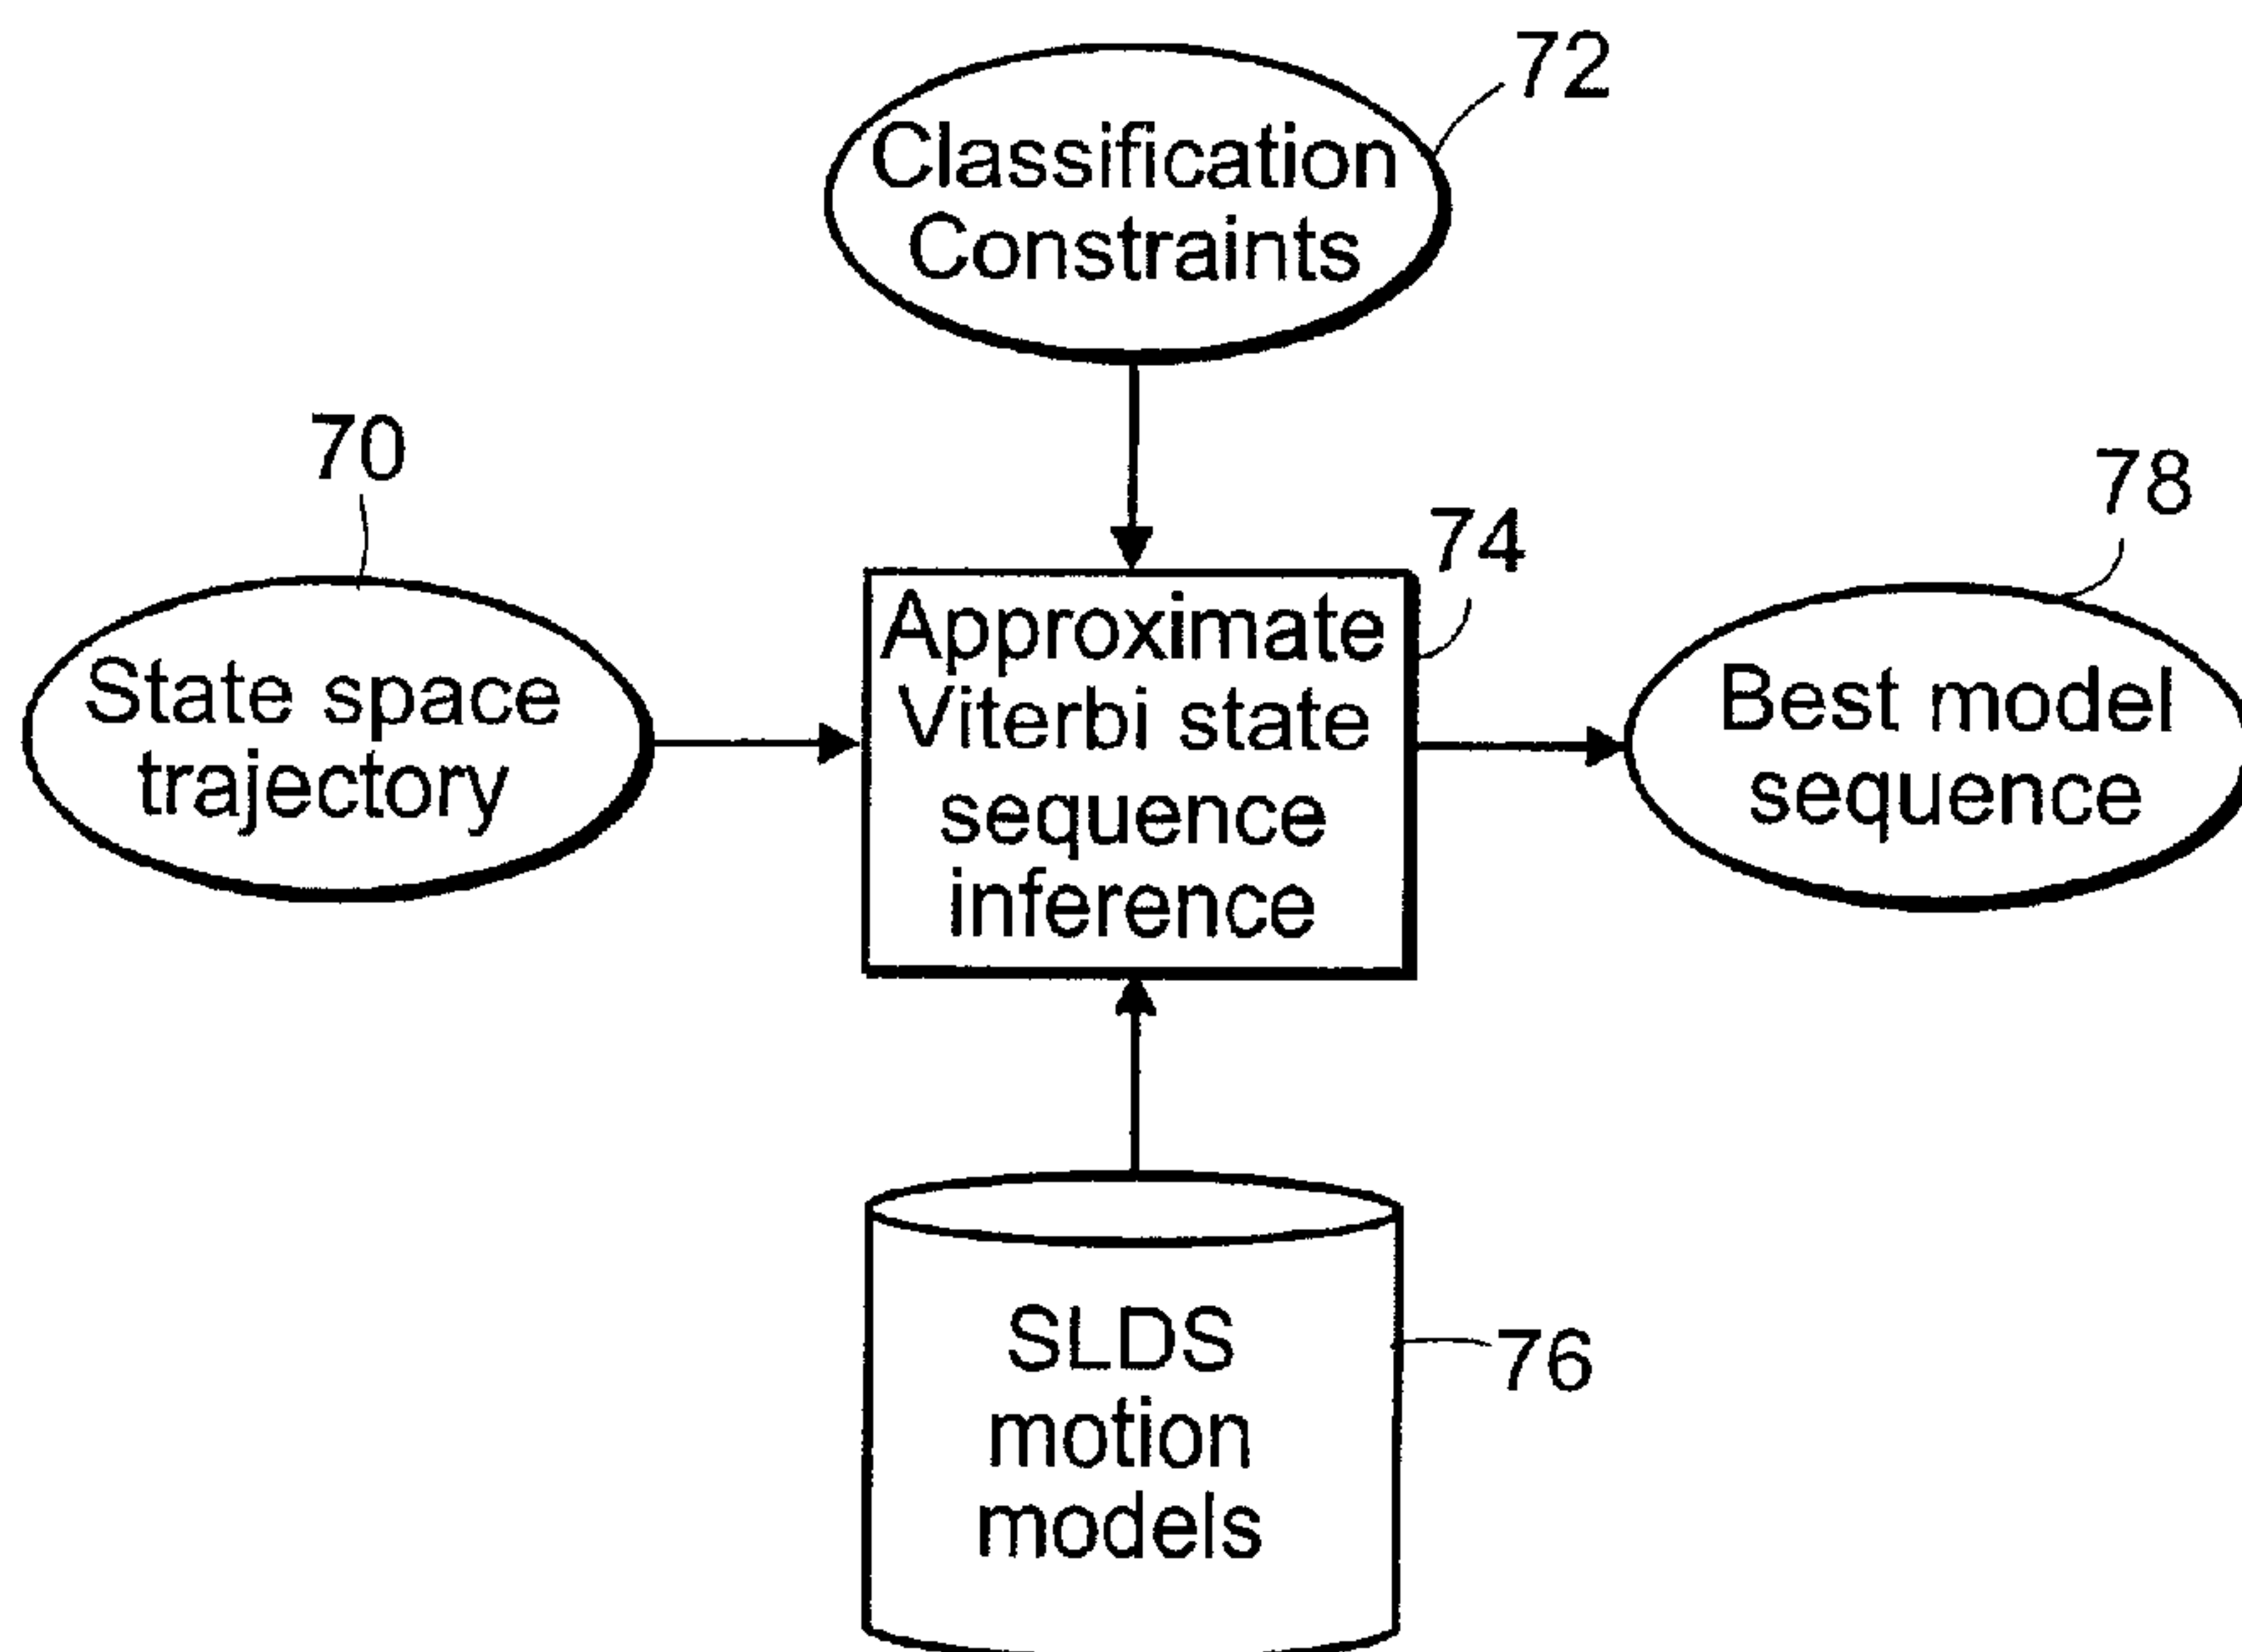 72
Classification
Constraints
70
State space
trajectory
74
Approximate
Viterbi state
sequence
inference
78
Best model
sequence
SLDS
motion
models
76